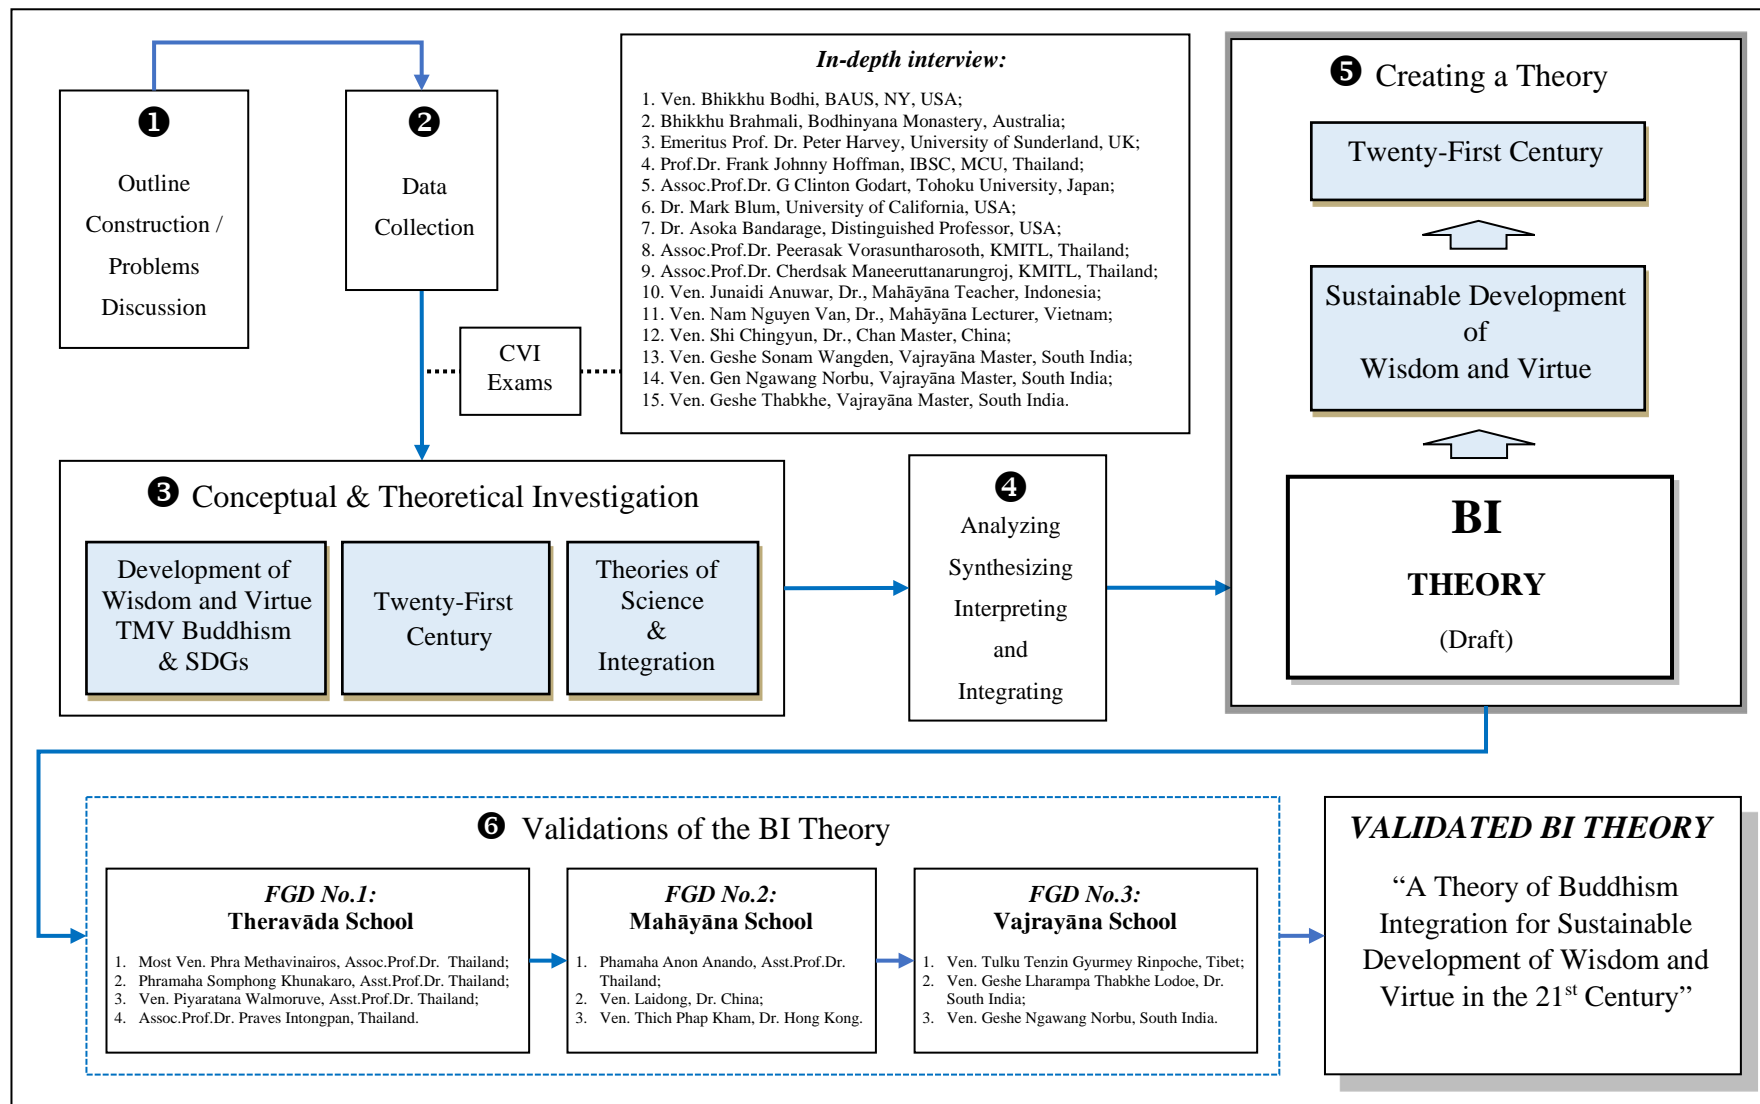 ❶
Outline
Construction /
Problems
Discussion
❷
Data
Collection
CVI
Exams
In-depth interview:
1. Ven. Bhikkhu Bodhi, BAUS, NY, USA;
2. Bhikkhu Brahmali, Bodhinyana Monastery, Australia;
3. Emeritus Prof. Dr. Peter Harvey, University of Sunderland, UK;
4. Prof.Dr. Frank Johnny Hoffman, IBSC, MCU, Thailand;
5. Assoc.Prof.Dr. G Clinton Godart, Tohoku University, Japan;
6. Dr. Mark Blum, University of California, USA;
7. Dr. Asoka Bandarage, Distinguished Professor, USA;
8. Assoc.Prof.Dr. Peerasak Vorasuntharosoth, KMITL, Thailand;
9. Assoc.Prof.Dr. Cherdsak Maneeruttanarungroj, KMITL, Thailand;
10. Ven. Junaidi Anuwar, Dr., Mahāyāna Teacher, Indonesia;
11. Ven. Nam Nguyen Van, Dr., Mahāyāna Lecturer, Vietnam;
12. Ven. Shi Chingyun, Dr., Chan Master, China;
13. Ven. Geshe Sonam Wangden, Vajrayāna Master, South India;
14. Ven. Gen Ngawang Norbu, Vajrayāna Master, South India;
15. Ven. Geshe Thabkhe, Vajrayāna Master, South India.
❸ Conceptual & Theoretical Investigation
Development of
Wisdom and Virtue
TMV Buddhism
& SDGs
Twenty-First
Century
Theories of
Science
&
Integration
❹
Analyzing
Synthesizing
Interpreting
and
Integrating
❺ Creating a Theory
Twenty-First Century
Sustainable Development
of
Wisdom and Virtue
BI
THEORY
(Draft)
❻ Validations of the BI Theory
FGD No.1:
Theravāda School
1. Most Ven. Phra Methavinairos, Assoc.Prof.Dr. Thailand;
2. Phramaha Somphong Khunakaro, Asst.Prof.Dr. Thailand;
3. Ven. Piyaratana Walmoruve, Asst.Prof.Dr. Thailand;
4. Assoc.Prof.Dr. Praves Intongpan, Thailand.
FGD No.2:
Mahāyāna School
1. Phamaha Anon Anando, Asst.Prof.Dr.
Thailand;
2. Ven. Laidong, Dr. China;
3. Ven. Thich Phap Kham, Dr. Hong Kong.
FGD No.3:
Vajrayāna School
1. Ven. Tulku Tenzin Gyurmey Rinpoche, Tibet;
2. Ven. Geshe Lharampa Thabkhe Lodoe, Dr.
South India;
3. Ven. Geshe Ngawang Norbu, South India.
VALIDATED BI THEORY
“A Theory of Buddhism
Integration for Sustainable
Development of Wisdom and
Virtue in the 21st Century”